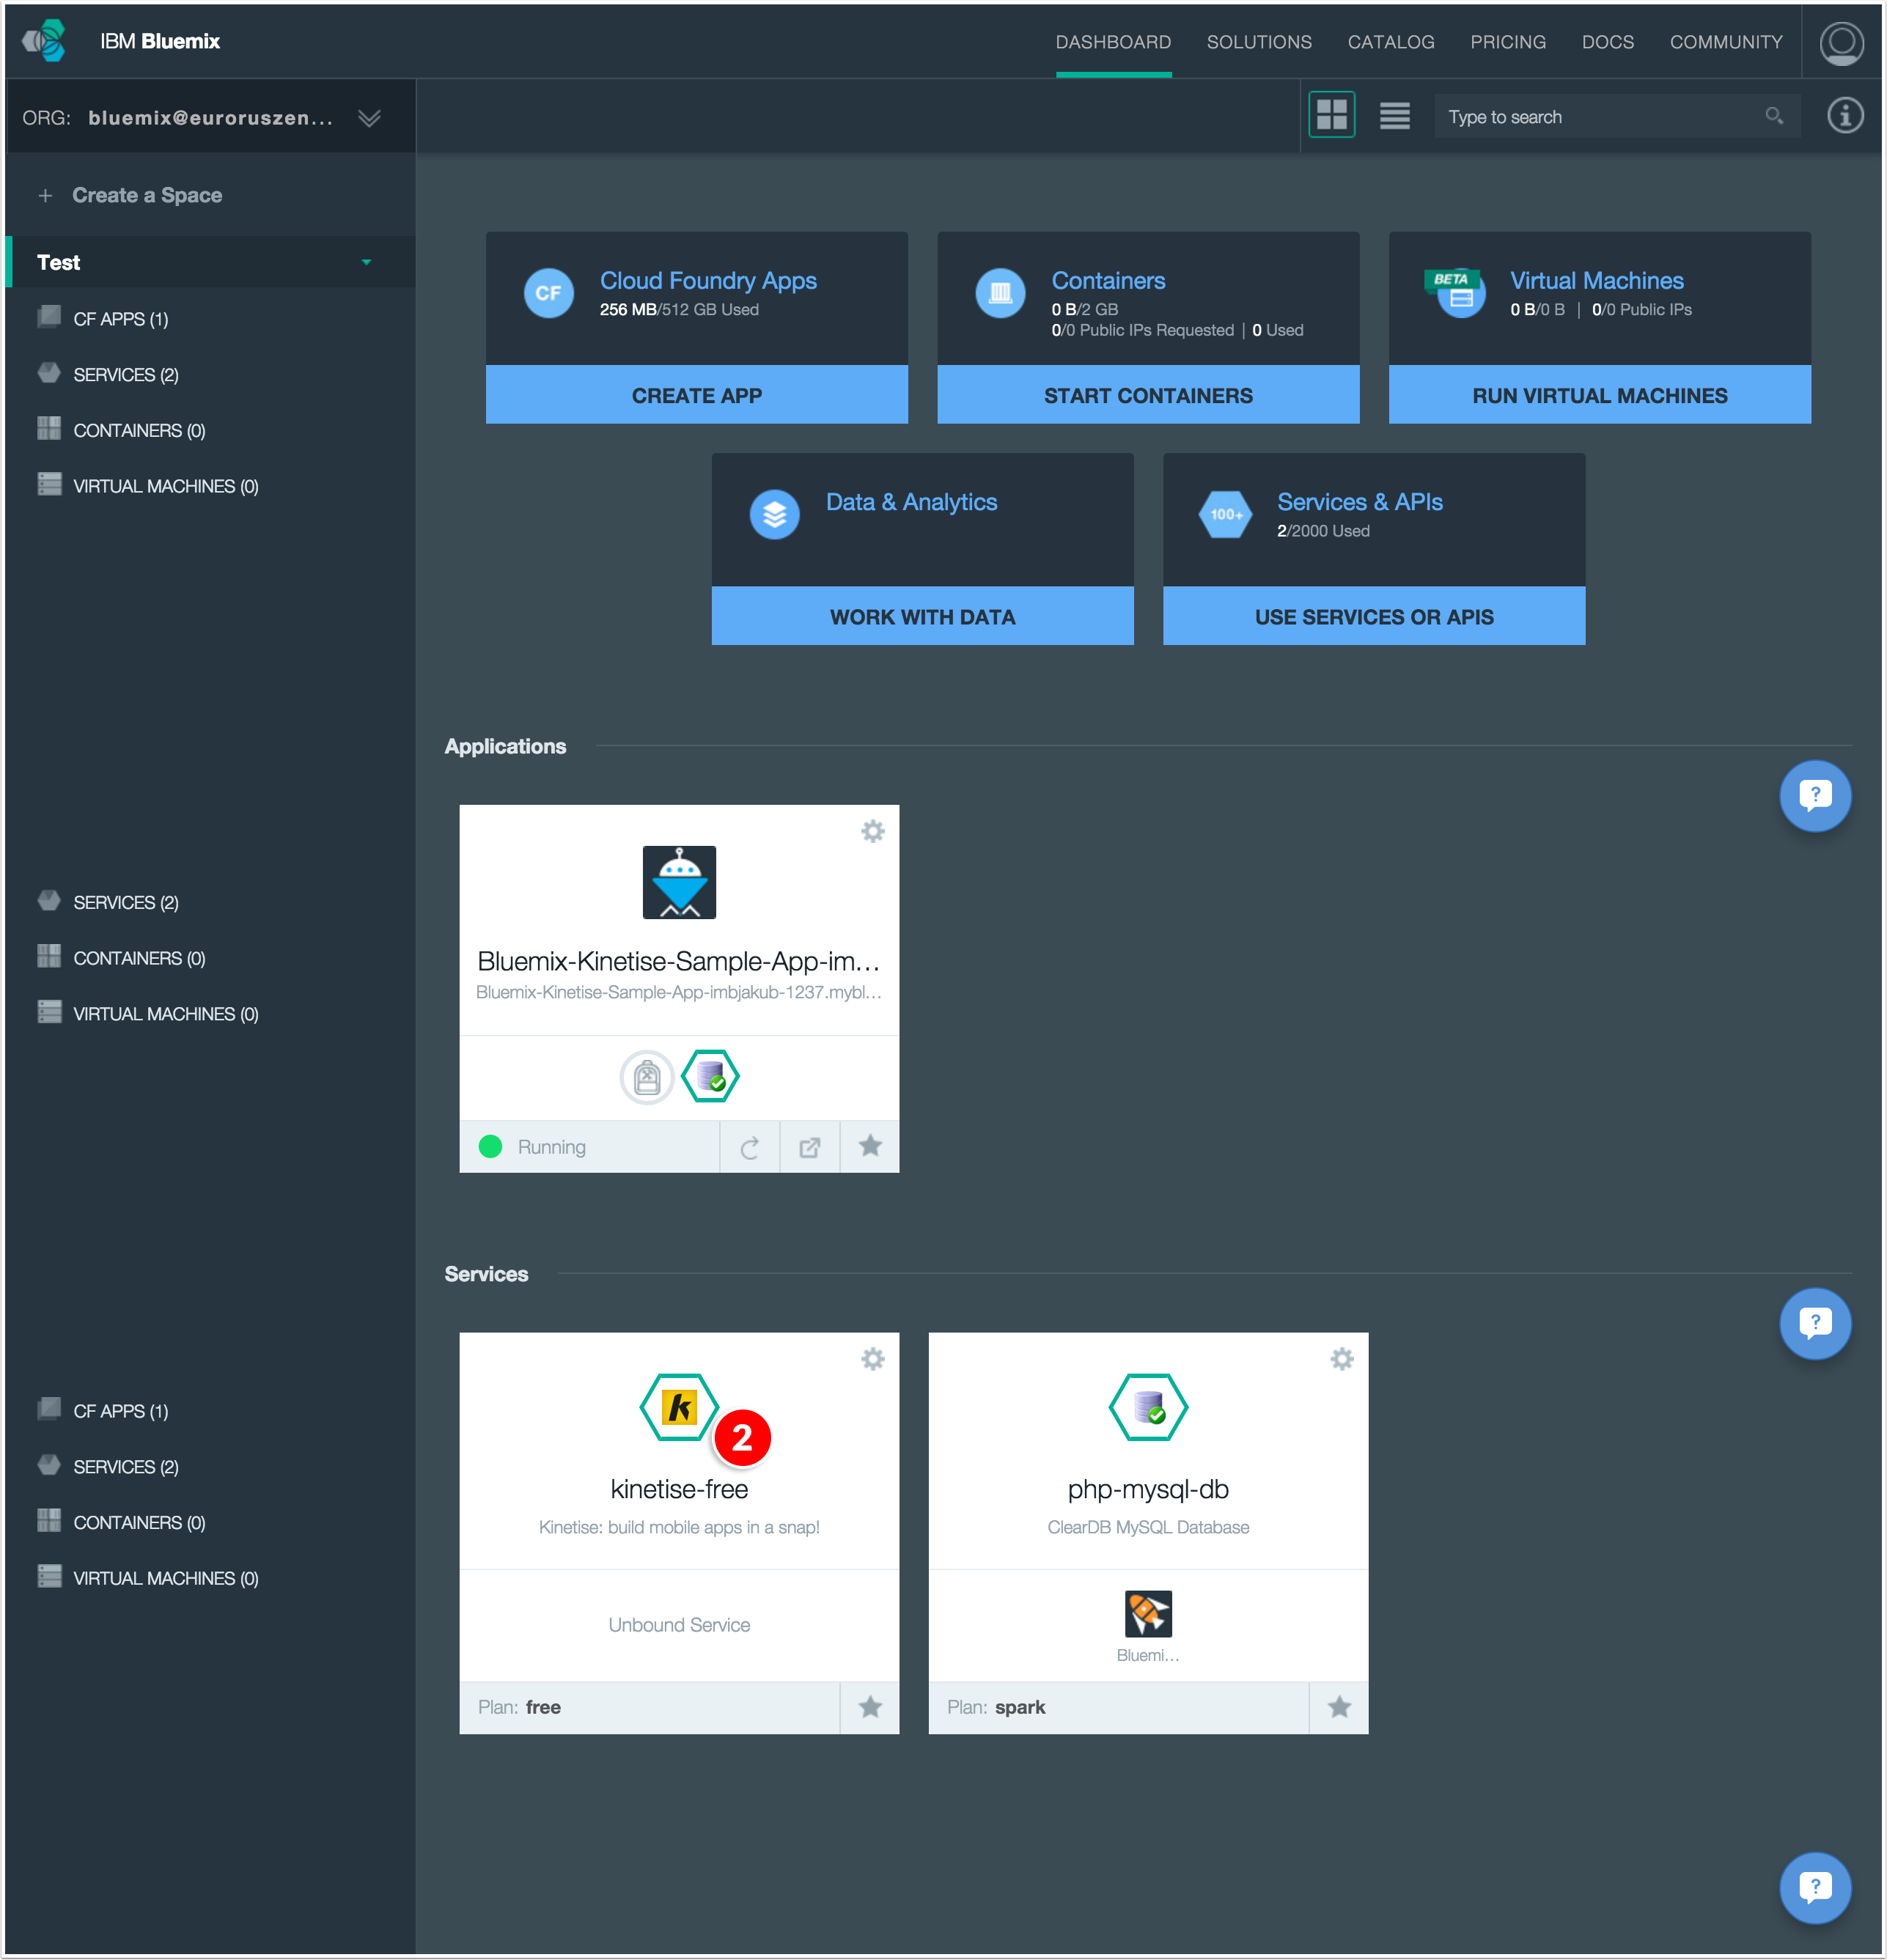 IBM Bluemix
DASHBOARD SOLUTIONS CATALOG PRICING DOCS COMMUNITY
ORG: bluemix@euroruszen...
Type to search
+ Create a Space
Test
CF APPS (1)
SERVICES (2)
CONTAINERS (0)
VIRTUAL MACHINES (0)
CF
Cloud Foundry Apps
256 MB/512 GB Used
CREATE APP
Containers
0 B/2 GB
0/0 Public IPs Requested | 0 Used
START CONTAINERS
BETA
Virtual Machines
0 B/0 B | 0/0 Public IPs
RUN VIRTUAL MACHINES
Data & Analytics
WORK WITH DATA
100+
Services & APIs
2/2000 Used
USE SERVICES OR APIS
Applications
?
SERVICES (2)
CONTAINERS (0)
VIRTUAL MACHINES (0)
Bluemix-Kinetise-Sample-App-im...
Bluemix-Kinetise-Sample-App-imbjakub-1237.mybl...
Running
Services
?
CF APPS (1)
SERVICES (2)
CONTAINERS (0)
VIRTUAL MACHINES (0)
k
2
kinetise-free
Kinetise: build mobile apps in a snap!
Unbound Service
Plan: free
php-mysql-db
ClearDB MySQL Database
Bluemi...
Plan: spark
?